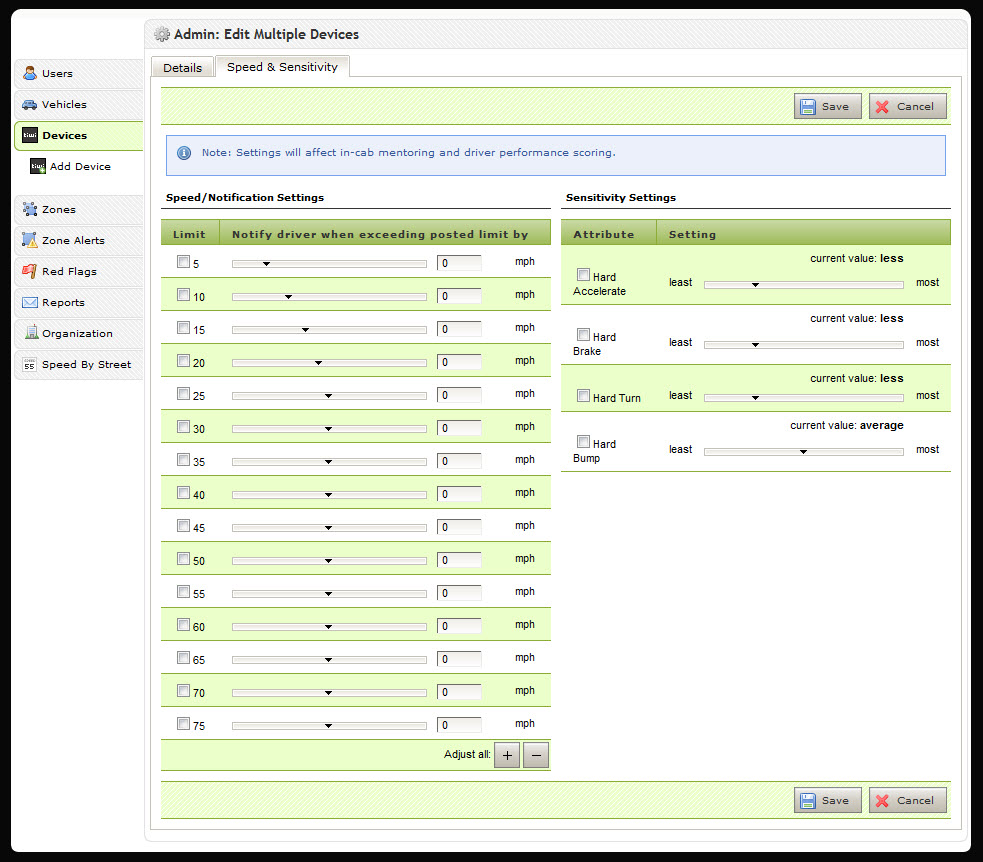 Admin: Edit Multiple Devices
Details
Speed & Sensitivity
Users
Vehicles
tiwi
Devices
tiwi
Add Device
Zones
Zone Alerts
Red Flags
Reports
Organization
55
Speed By Street
Save
Cancel
Note: Settings will affect in-cab mentoring and driver performance scoring.
Speed/Notification Settings
Limit
Notify driver when exceeding posted limit by
5 0 mph
10 0 mph
15 0 mph
20 0 mph
25 0 mph
30 0 mph
35 0 mph
40 0 mph
45 0 mph
50 0 mph
55 0 mph
60 0 mph
65 0 mph
70 0 mph
75 0 mph
Adjust all: + −
Sensitivity Settings
Attribute
Setting
current value: less
Hard
Accelerate
least
most
current value: less
Hard
Brake
least
most
current value: less
Hard Turn
least
most
current value: average
Hard
Bump
least
most
Save
Cancel